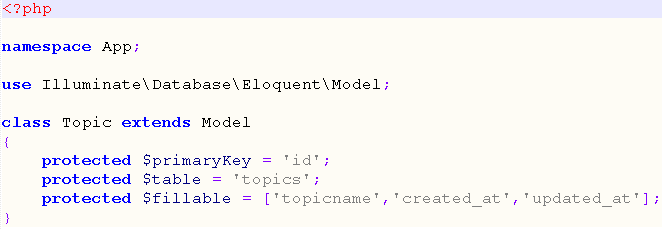 <?php
namespace App;
use Illuminate\Database\Eloquent\Model;
class Topic extends Model
{
    protected $primaryKey = 'id';
    protected $table = 'topics';
    protected $fillable = ['topicname','created_at','updated_at'];
}